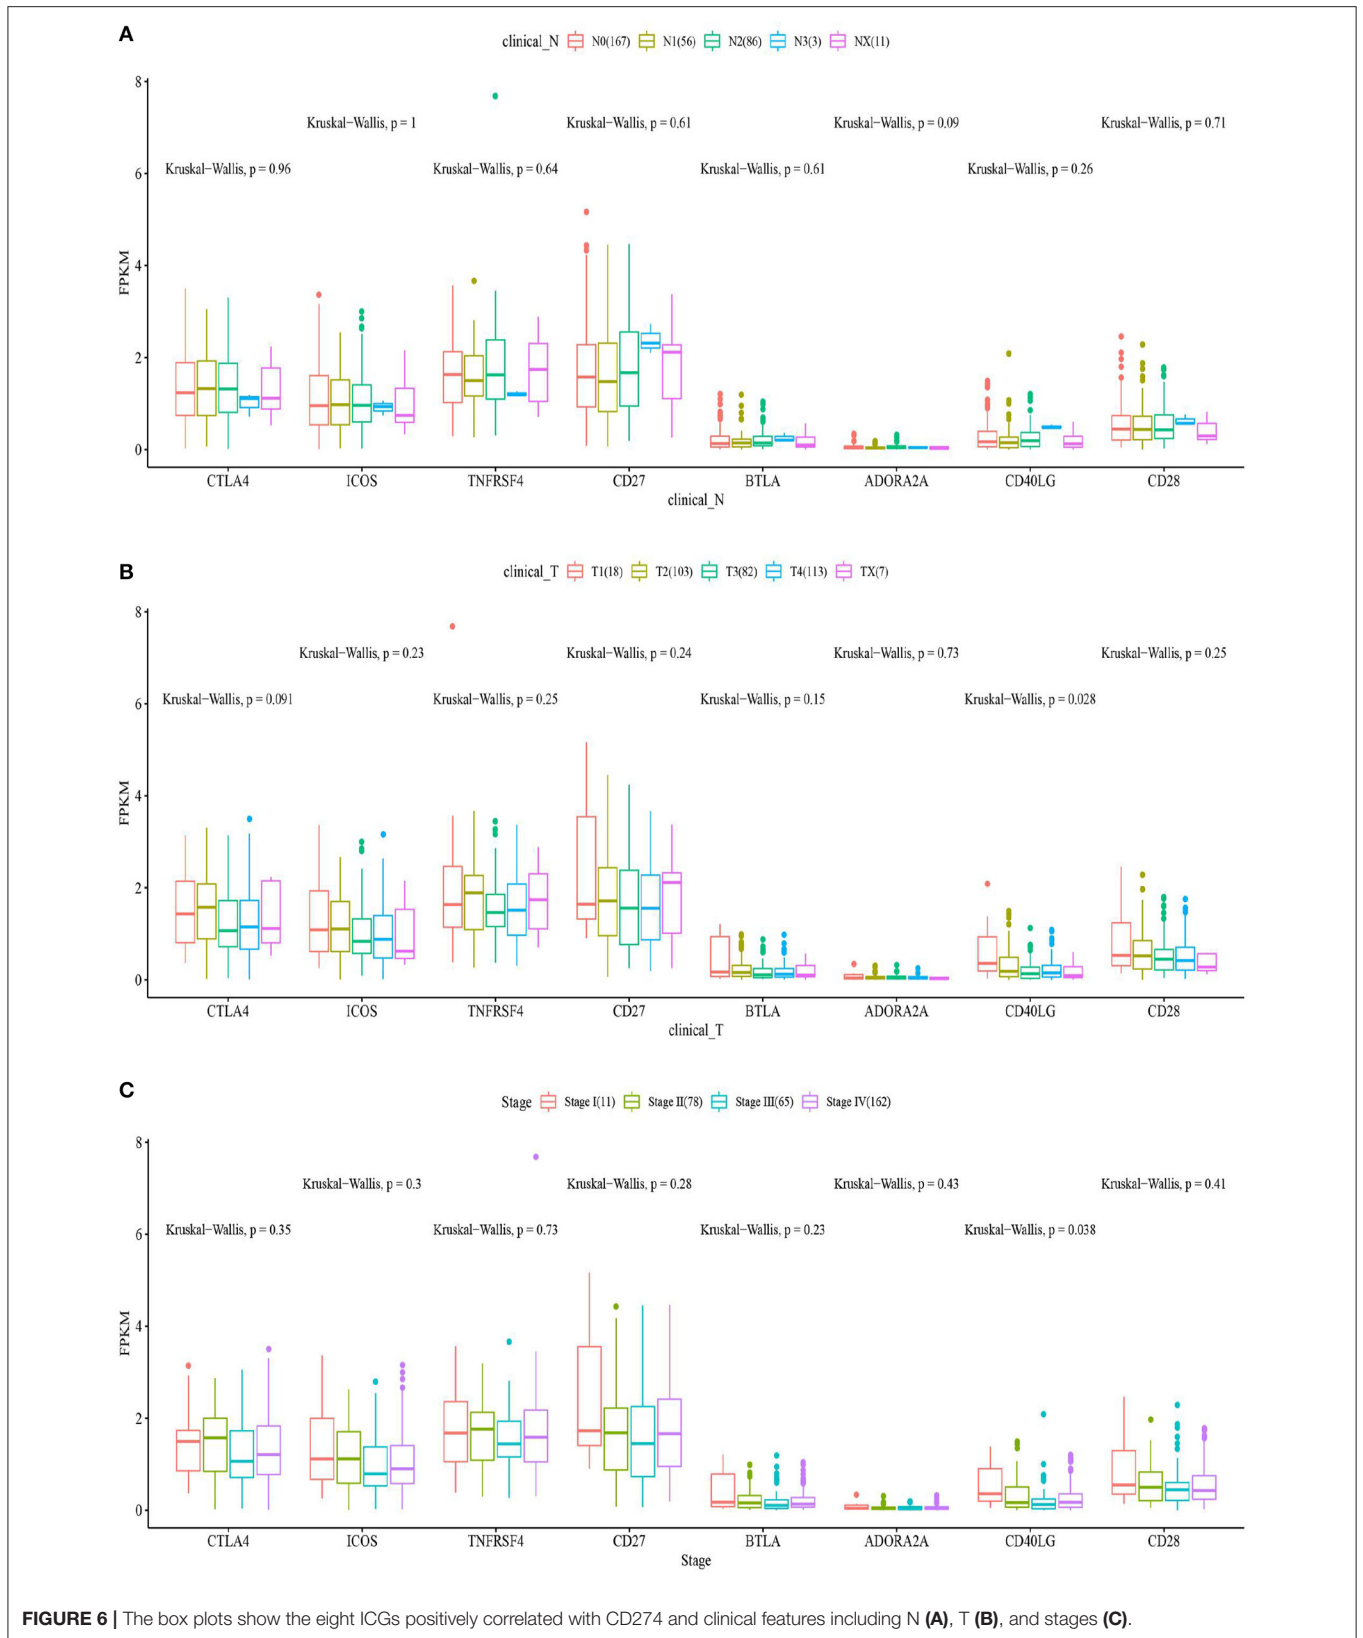 A
clinical_N N0(167) N1(56) N2(86) N3(3) NX(11)
8
Kruskal−Wallis, p = 1 Kruskal−Wallis, p = 0.61 Kruskal−Wallis, p = 0.09 Kruskal−Wallis, p = 0.71
Kruskal−Wallis, p = 0.96 Kruskal−Wallis, p = 0.64 Kruskal−Wallis, p = 0.61 Kruskal−Wallis, p = 0.26
6
4
FPKM
2
0
CTLA4 ICOS TNFRSF4 CD27 BTLA ADORA2A CD40LG CD28
clinical_N
B
clinical_T T1(18) T2(103) T3(82) T4(113) TX(7)
8
Kruskal−Wallis, p = 0.23 Kruskal−Wallis, p = 0.24 Kruskal−Wallis, p = 0.73 Kruskal−Wallis, p = 0.25
Kruskal−Wallis, p = 0.091 Kruskal−Wallis, p = 0.25 Kruskal−Wallis, p = 0.15 Kruskal−Wallis, p = 0.028
6
4
FPKM
2
0
CTLA4 ICOS TNFRSF4 CD27 BTLA ADORA2A CD40LG CD28
clinical_T
C
Stage Stage I(11) Stage II(78) Stage III(65) Stage IV(162)
8
Kruskal−Wallis, p = 0.3 Kruskal−Wallis, p = 0.28 Kruskal−Wallis, p = 0.43 Kruskal−Wallis, p = 0.41
Kruskal−Wallis, p = 0.35 Kruskal−Wallis, p = 0.73 Kruskal−Wallis, p = 0.23 Kruskal−Wallis, p = 0.038
6
4
FPKM
2
0
CTLA4 ICOS TNFRSF4 CD27 BTLA ADORA2A CD40LG CD28
Stage
FIGURE 6 | The box plots show the eight ICGs positively correlated with CD274 and clinical features including N (A), T (B), and stages (C).